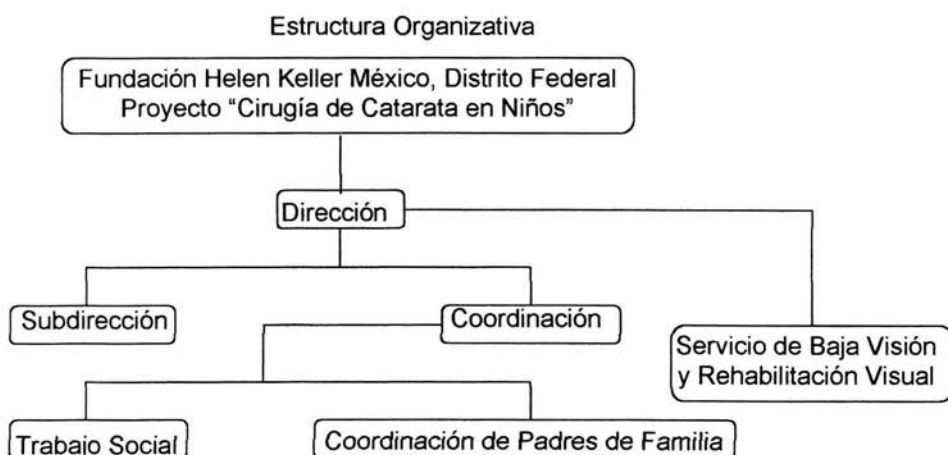 Estructura Organizativa
Fundación Helen Keller México, Distrito Federal
Proyecto “Cirugía de Catarata en Niños”
Dirección
Subdirección
Coordinación
Servicio de Baja Visión
y Rehabilitación Visual
Trabajo Social
Coordinación de Padres de Familia